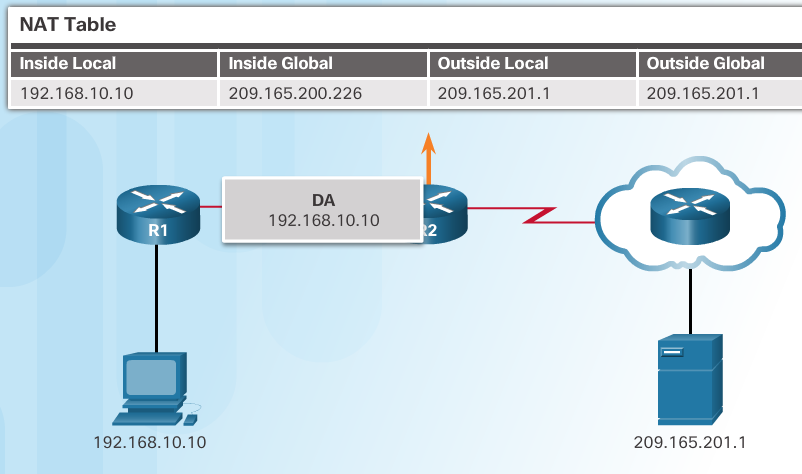 NAT Table
Inside Local Inside Global Outside Local Outside Global
192.168.10.10 209.165.200.226 209.165.201.1 209.165.201.1
DA
192.168.10.10
R1
R2
192.168.10.10
209.165.201.1